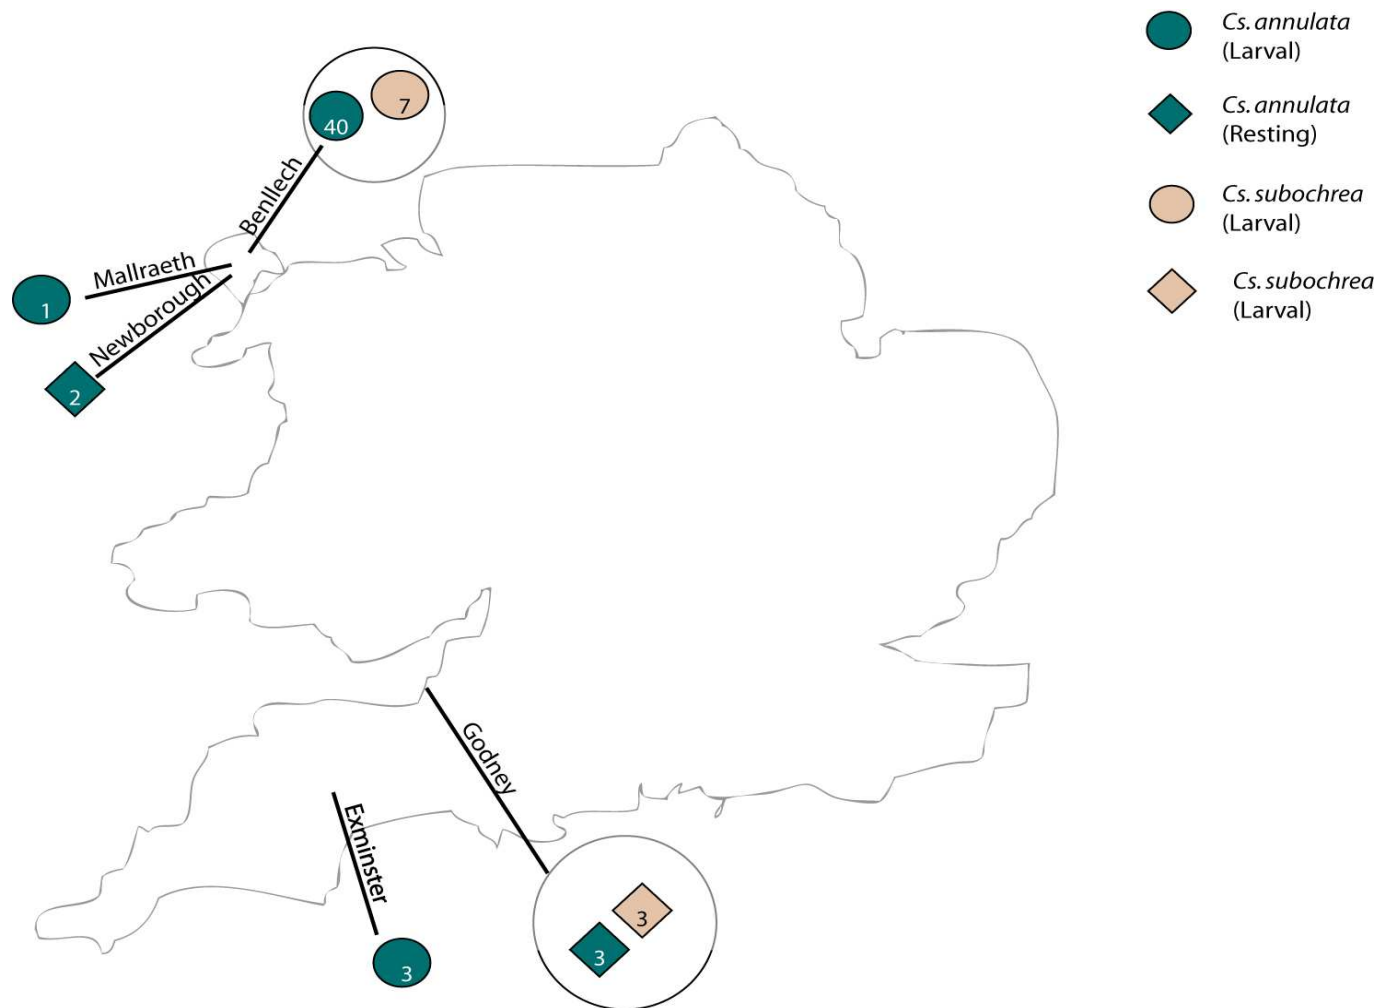 Cs. annulata
(Larval)
Cs. annulata
(Resting)
Cs. subochrea
(Larval)
Cs. subochrea
(Larval)
40
7
Benllech
Mallraeth
1
Newborough
2
Godney
Exminster
3
3
3